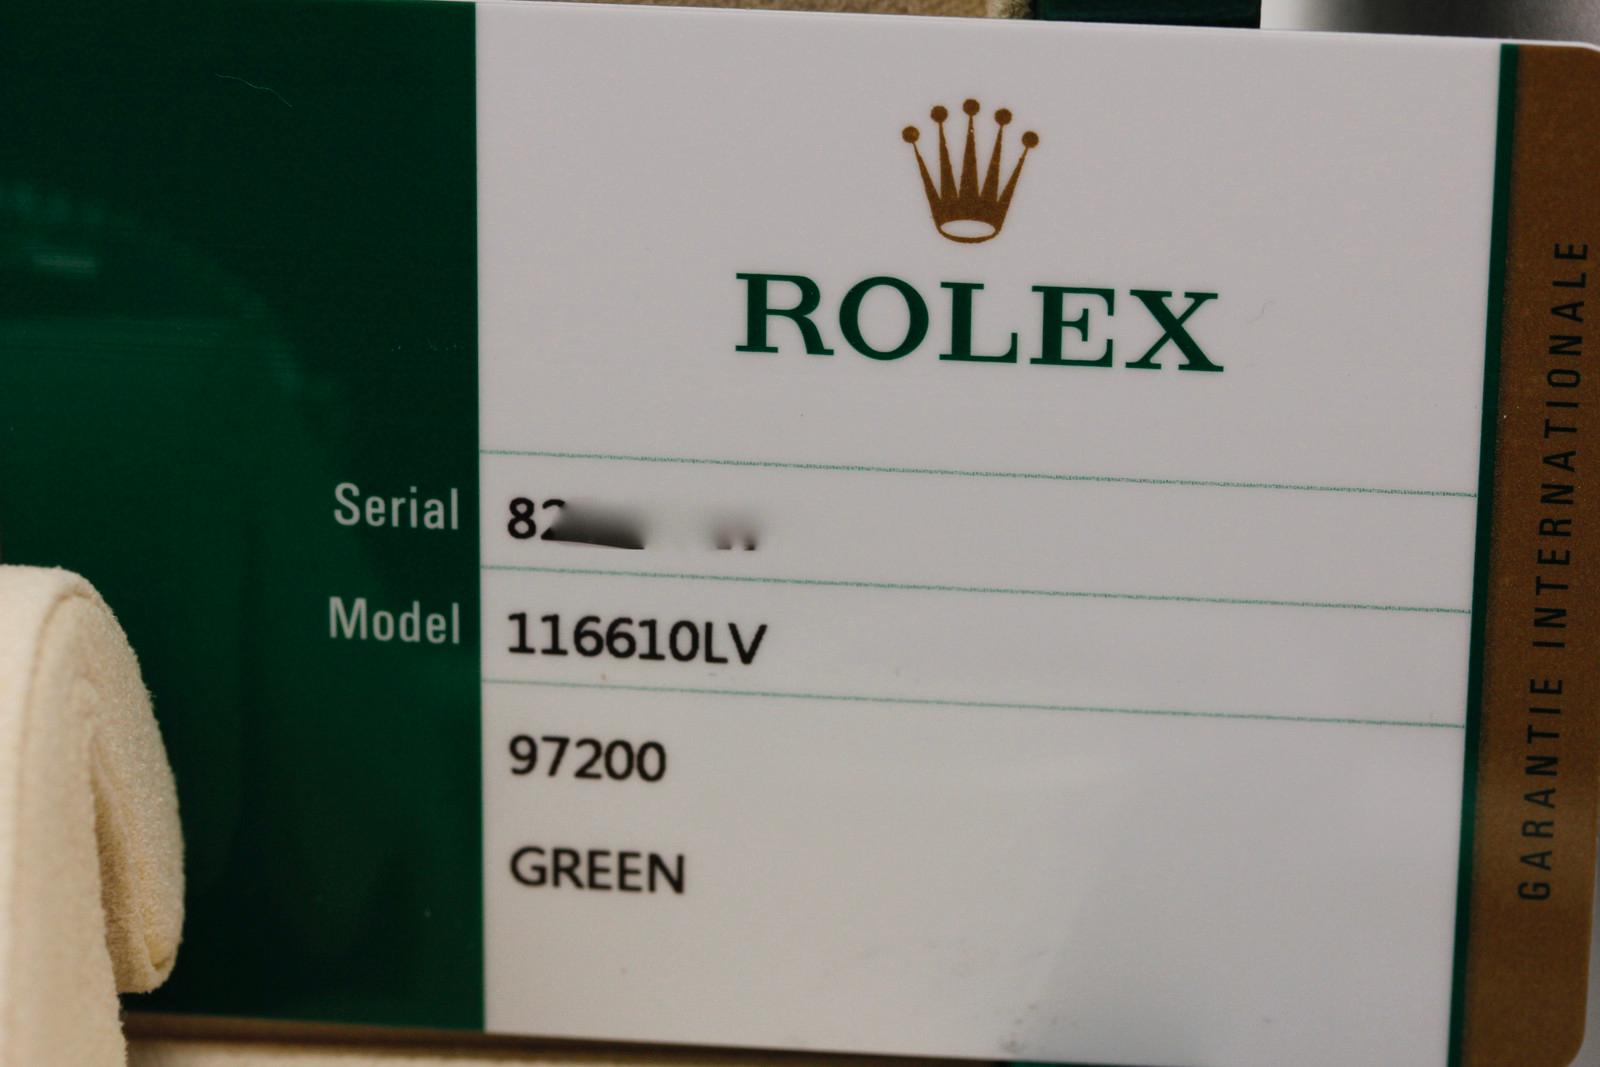 ROLEX
Serial 82
Model 116610LV
97200
GREEN
GARANTIE INTERNATIONALE